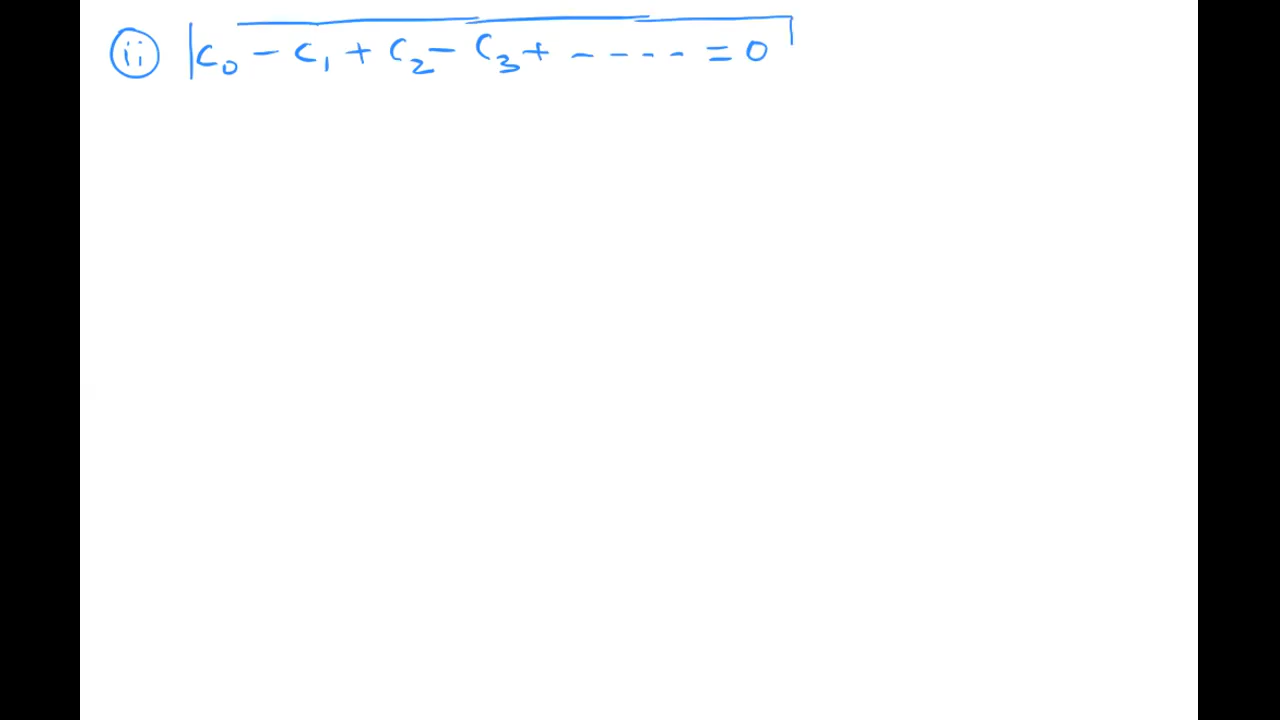 ii C₀ - C₁ + C₂ - C₃ + - - - - = 0